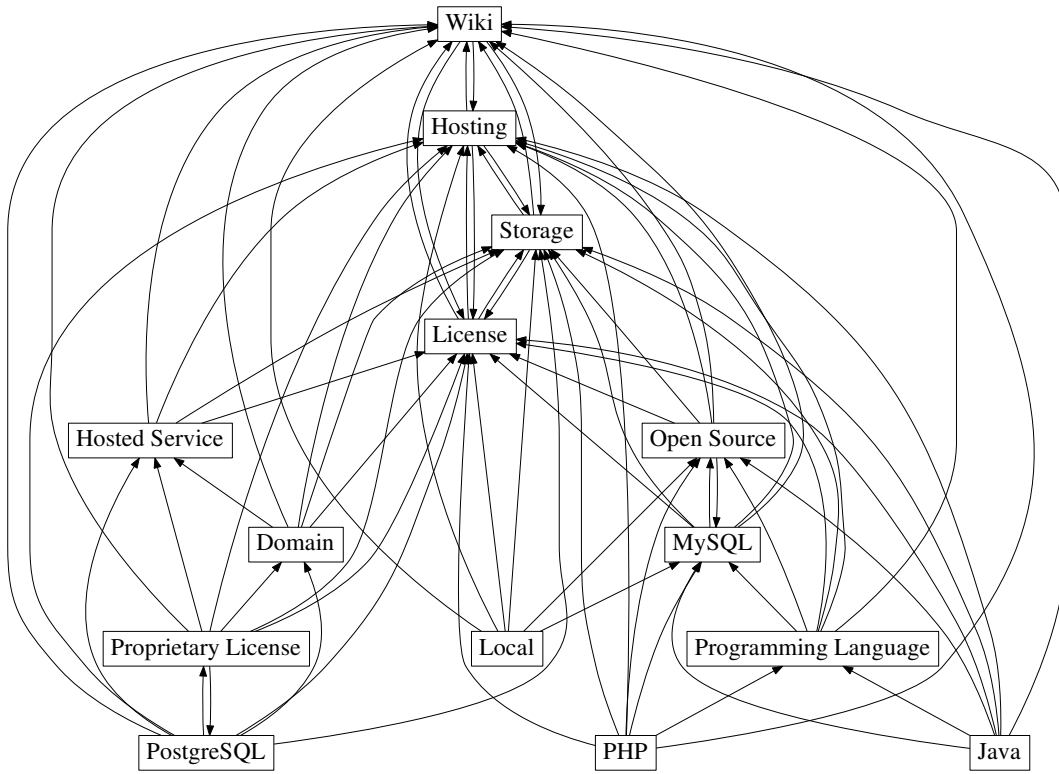 Wiki
Hosting
Storage
License
Hosted Service
Open Source
Domain
MySQL
Proprietary License
Local
Programming Language
PostgreSQL
PHP
Java